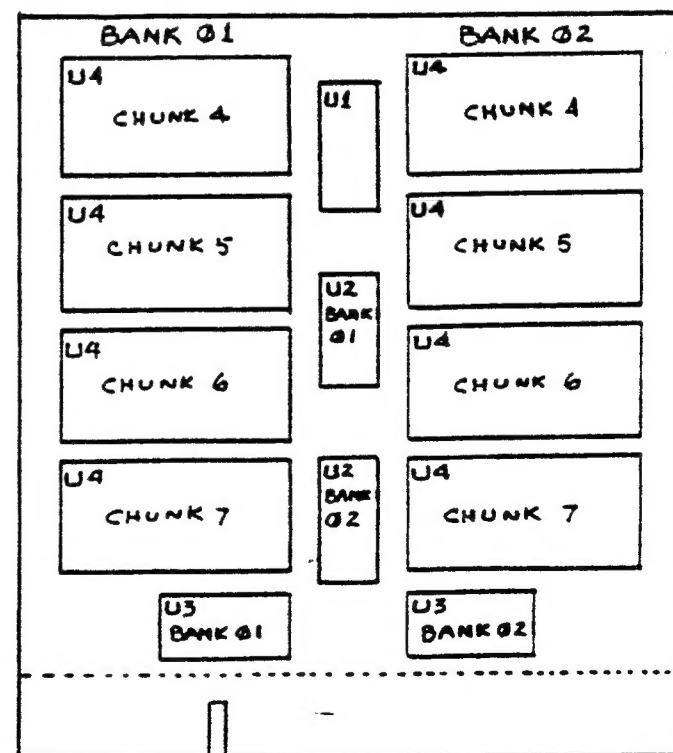 BANK Ø1
BANK Ø2
U4
CHUNK 4
U1
U4
CHUNK 4
U4
CHUNK 5
U4
CHUNK 5
U2
BANK
Ø1
U4
CHUNK 6
U4
CHUNK 6
U4
CHUNK 7
U2
BANK
Ø2
U4
CHUNK 7
U3
BANK Ø1
U3
BANK Ø2